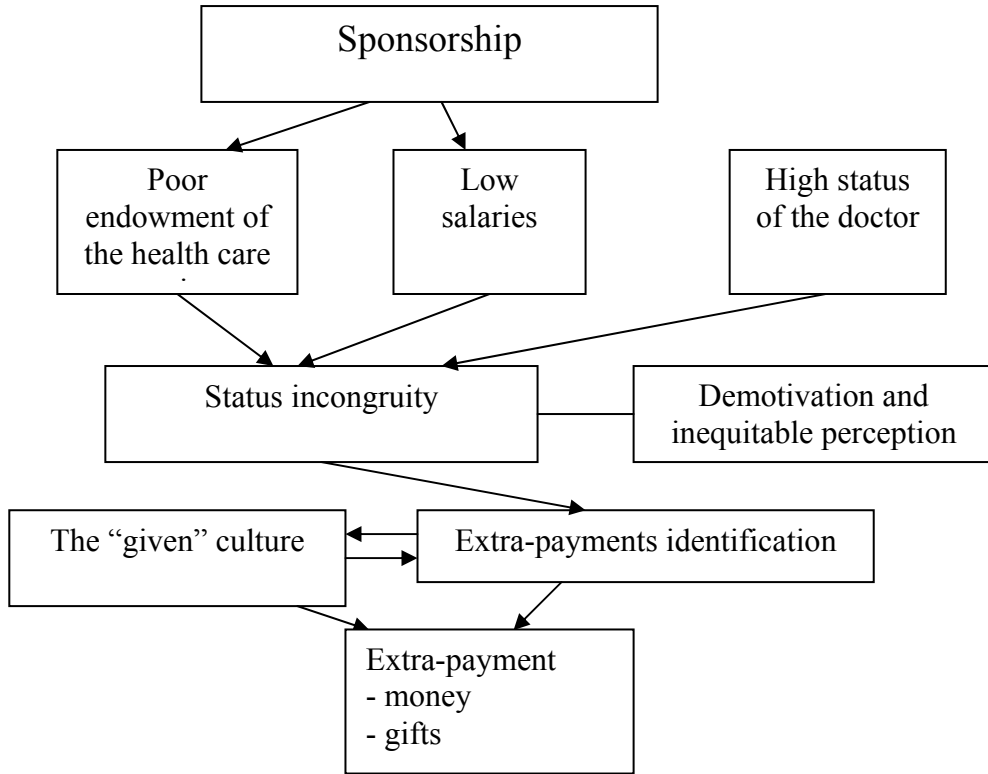 Sponsorship
Poor
endowment of
the health care
Low
salaries
High status
of the doctor
Status incongruity
Demotivation and
inequitable perception
The “given” culture
Extra-payments identification
Extra-payment
- money
- gifts